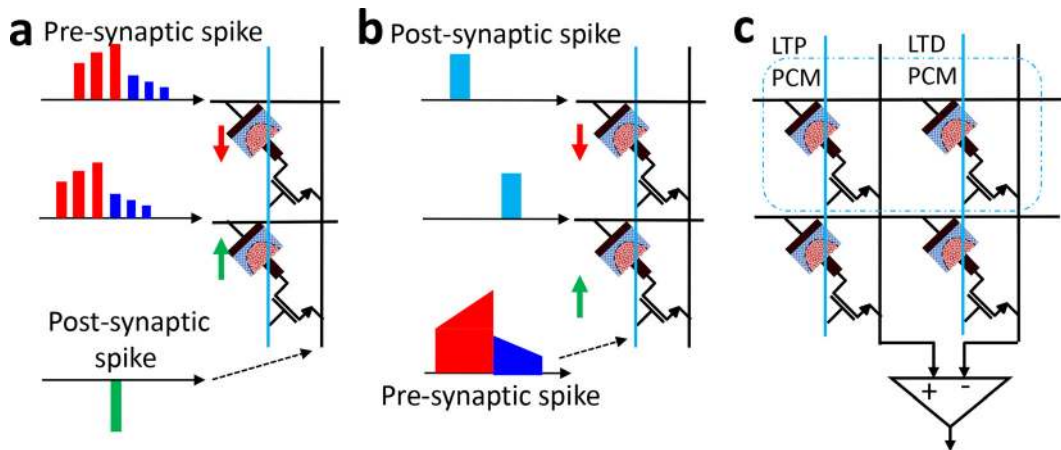 a
Pre-synaptic spike
Post-synaptic
spike
b
Post-synaptic spike
Pre-synaptic spike
c
LTP
PCM
LTD
PCM
+ -